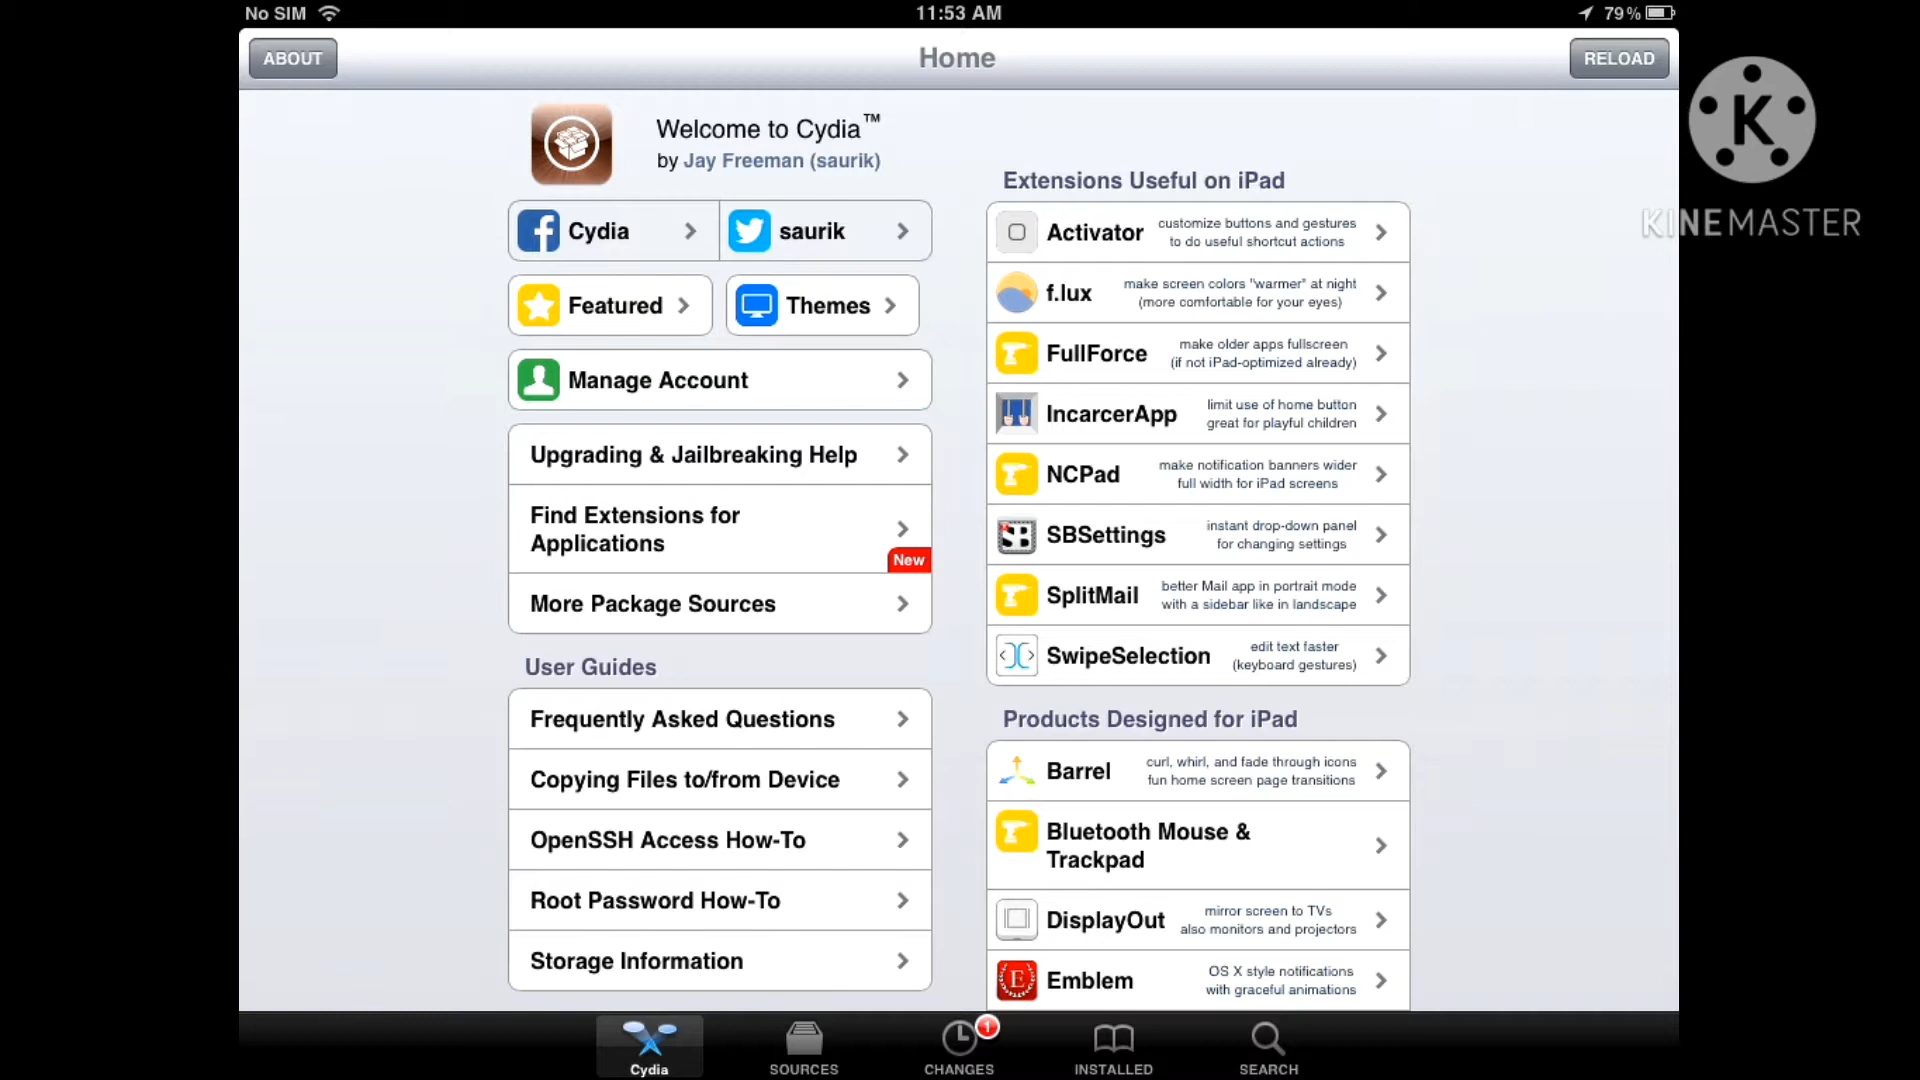 No SIM
11:53 AM
79%
ABOUT
Home
RELOAD
K
KINEMASTER
Welcome to Cydia™
by Jay Freeman (saurik)
Cydia
saurik
Featured
Themes
Manage Account
Upgrading & Jailbreaking Help
Find Extensions for
Applications
New
More Package Sources
User Guides
Frequently Asked Questions
Copying Files to/from Device
OpenSSH Access How-To
Root Password How-To
Storage Information
Extensions Useful on iPad
Activator
customize buttons and gestures
to do useful shortcut actions
f.lux
make screen colors "warmer" at night
(more comfortable for your eyes)
FullForce
make older apps fullscreen
(if not iPad-optimized already)
IncarcerApp
limit use of home button
great for playful children
NCPad
make notification banners wider
full width for iPad screens
SBSettings
instant drop-down panel
for changing settings
SplitMail
better Mail app in portrait mode
with a sidebar like in landscape
SwipeSelection
edit text faster
(keyboard gestures)
Products Designed for iPad
Barrel
curl, whirl, and fade through icons
fun home screen page transitions
Bluetooth Mouse &
Trackpad
DisplayOut
mirror screen to TVs
also monitors and projectors
E
Emblem
OS X style notifications
with graceful animations
Cydia
SOURCES
1
CHANGES
INSTALLED
SEARCH